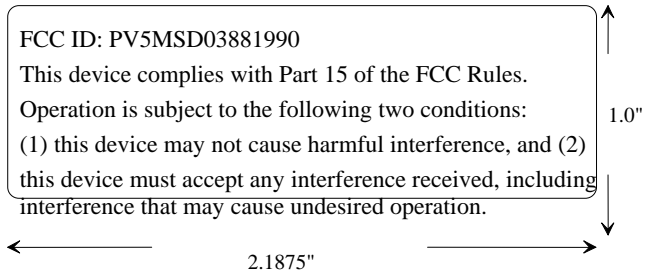 FCC ID: PV5MSD03881990
This device complies with Part 15 of the FCC Rules.
Operation is subject to the following two conditions:
(1) this device may not cause harmful interference, and (2)
this device must accept any interference received, including
interference that may cause undesired operation.
1.0"
2.1875"